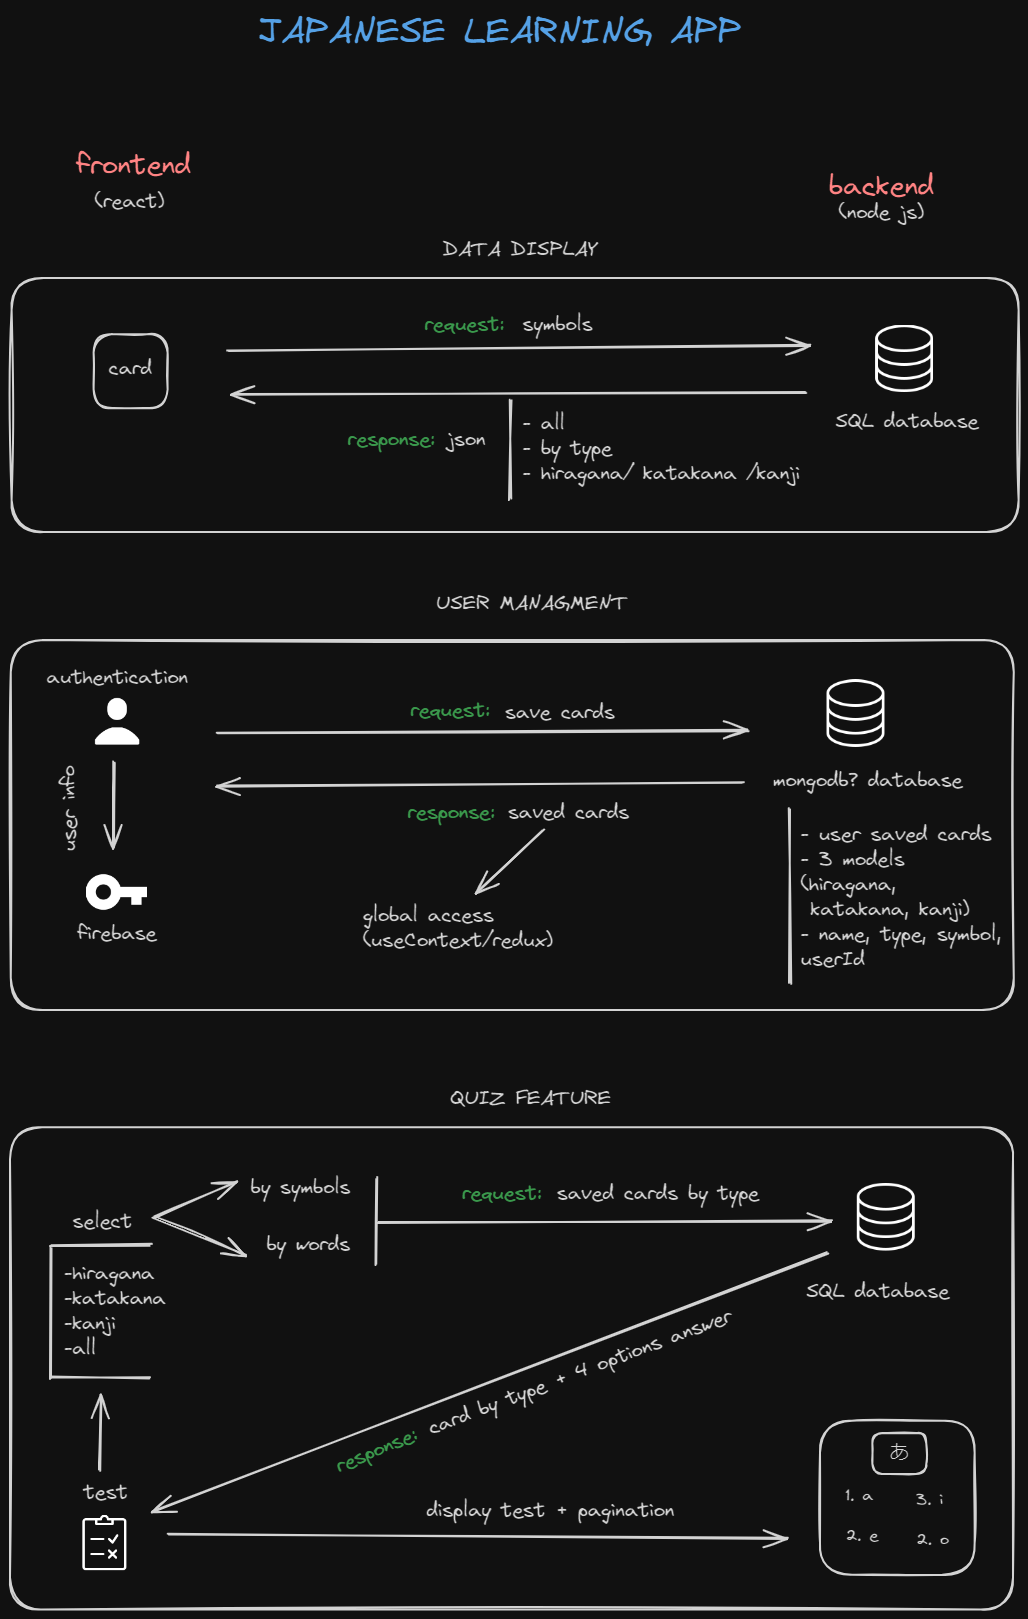 JAPANESE LEARNING APP
frontend
(react)
backend
(node js)
DATA DISPLAY
card
request: symbols
response: json
- all
- by type
- hiragana/ katakana /kanji
SQL database
USER MANAGMENT
authentication
user info
firebase
request: save cards
response: saved cards
global access
(useContext/redux)
mongodb? database
- user saved cards
- 3 models
(hiragana,
katakana, kanji)
- name, type, symbol,
userId
QUIZ FEATURE
select
by symbols
by words
-hiragana
-katakana
-kanji
-all
request: saved cards by type
SQL database
response: card by type + 4 options answer
test
display test + pagination
あ
1. a
3. i
2. e
2. o